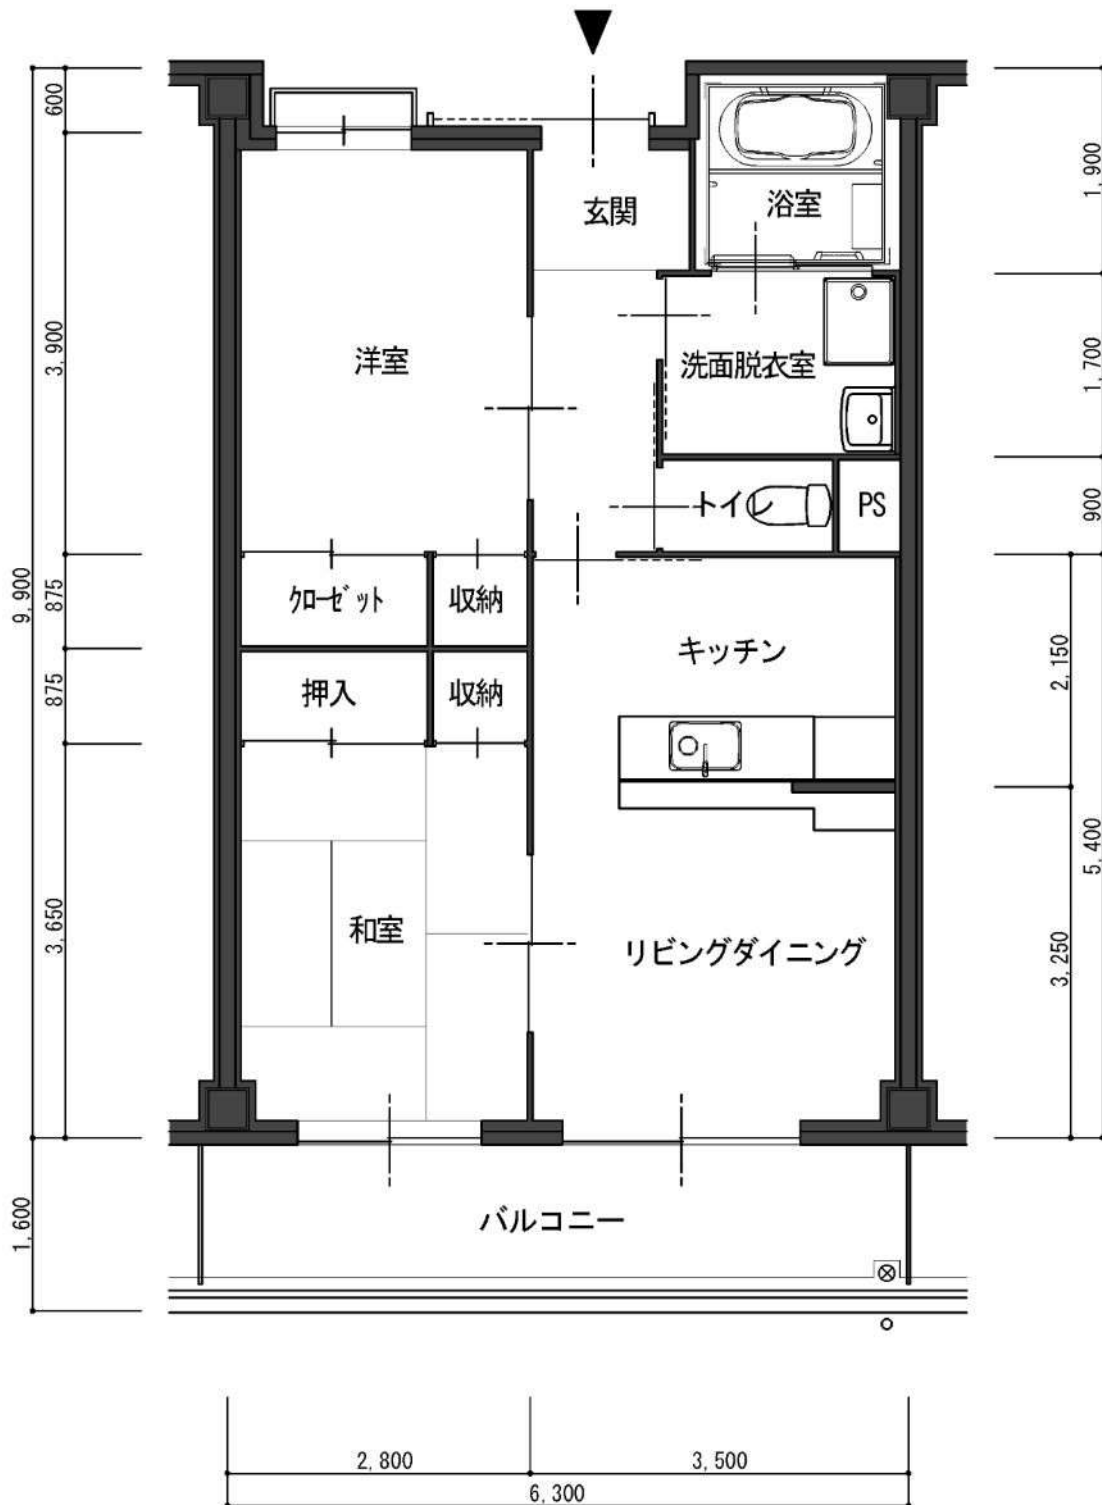 600
1,900
浴室
玄関
3,900
洋室
洗面脱衣室
1,700
トイレ
PS
900
9,900
875
クローゼット
収納
キッチン
2,150
875
押入
収納
5,400
3,650
和室
リビングダイニング
3,250
1,600
バルコニー
2,800
3,500
6,300